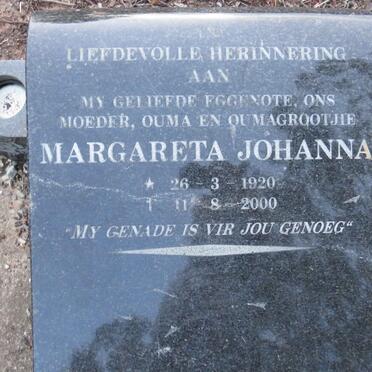 LIEFDEVOLLE HERINNERING
AAN
MY GELIEFDE EGGENOTE, ONS
MOEDER, OUMA EN OUMAGROOTJIE
MARGARETA JOHANNA
★ 26 - 3 - 1920
† 11 - 8 - 2000
"MY GENADE IS VIR JOU GENOEG"